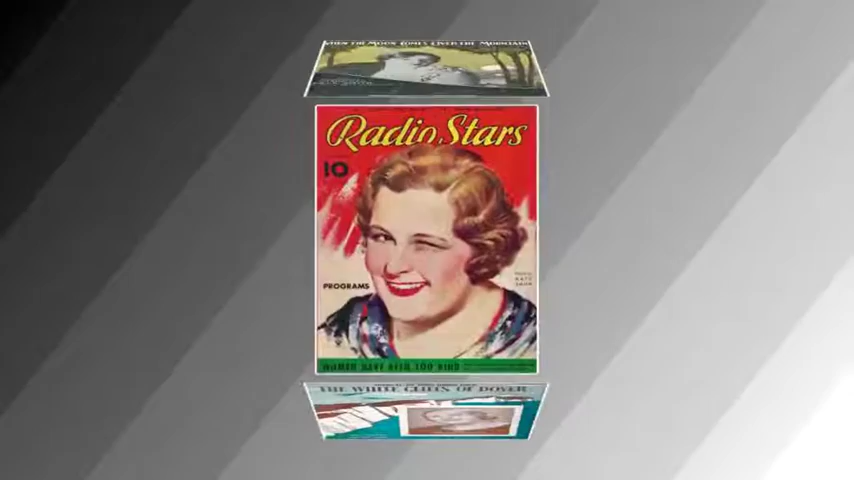 WHEN THE MOON COMES OVER THE MOUNTAIN
Radio Stars
10
PROGRAMS
KATE
SMITH
WOMEN HAVE BEEN TOO KIND
THE WHITE CLIFFS OF DOVER